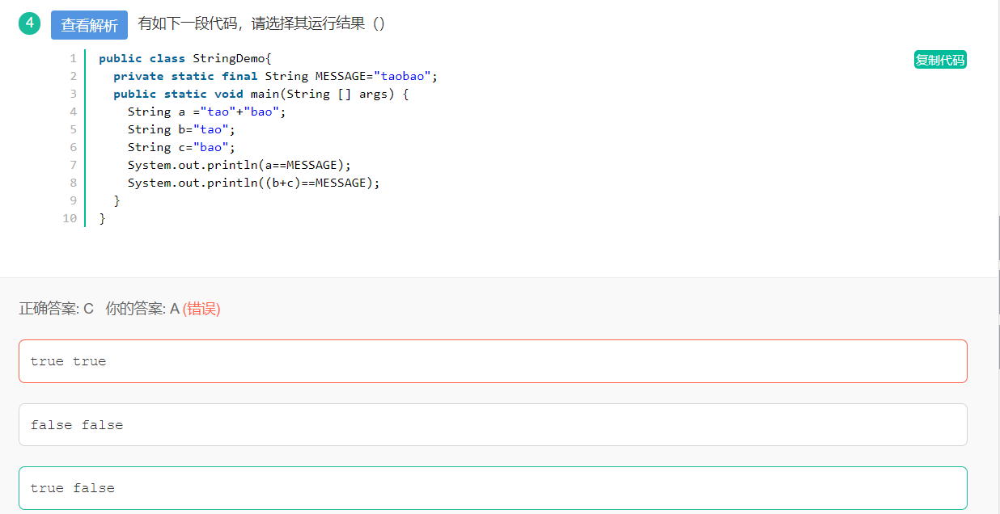 4 查看解析 有如下一段代码，请选择其运行结果（）
复制代码
1 public class StringDemo{
2 private static final String MESSAGE="taobao";
3 public static void main(String [] args) {
4 String a ="tao"+"bao";
5 String b="tao";
6 String c="bao";
7 System.out.println(a==MESSAGE);
8 System.out.println((b+c)==MESSAGE);
9 }
10 }
正确答案: C 你的答案: A (错误)
true true
false false
true false